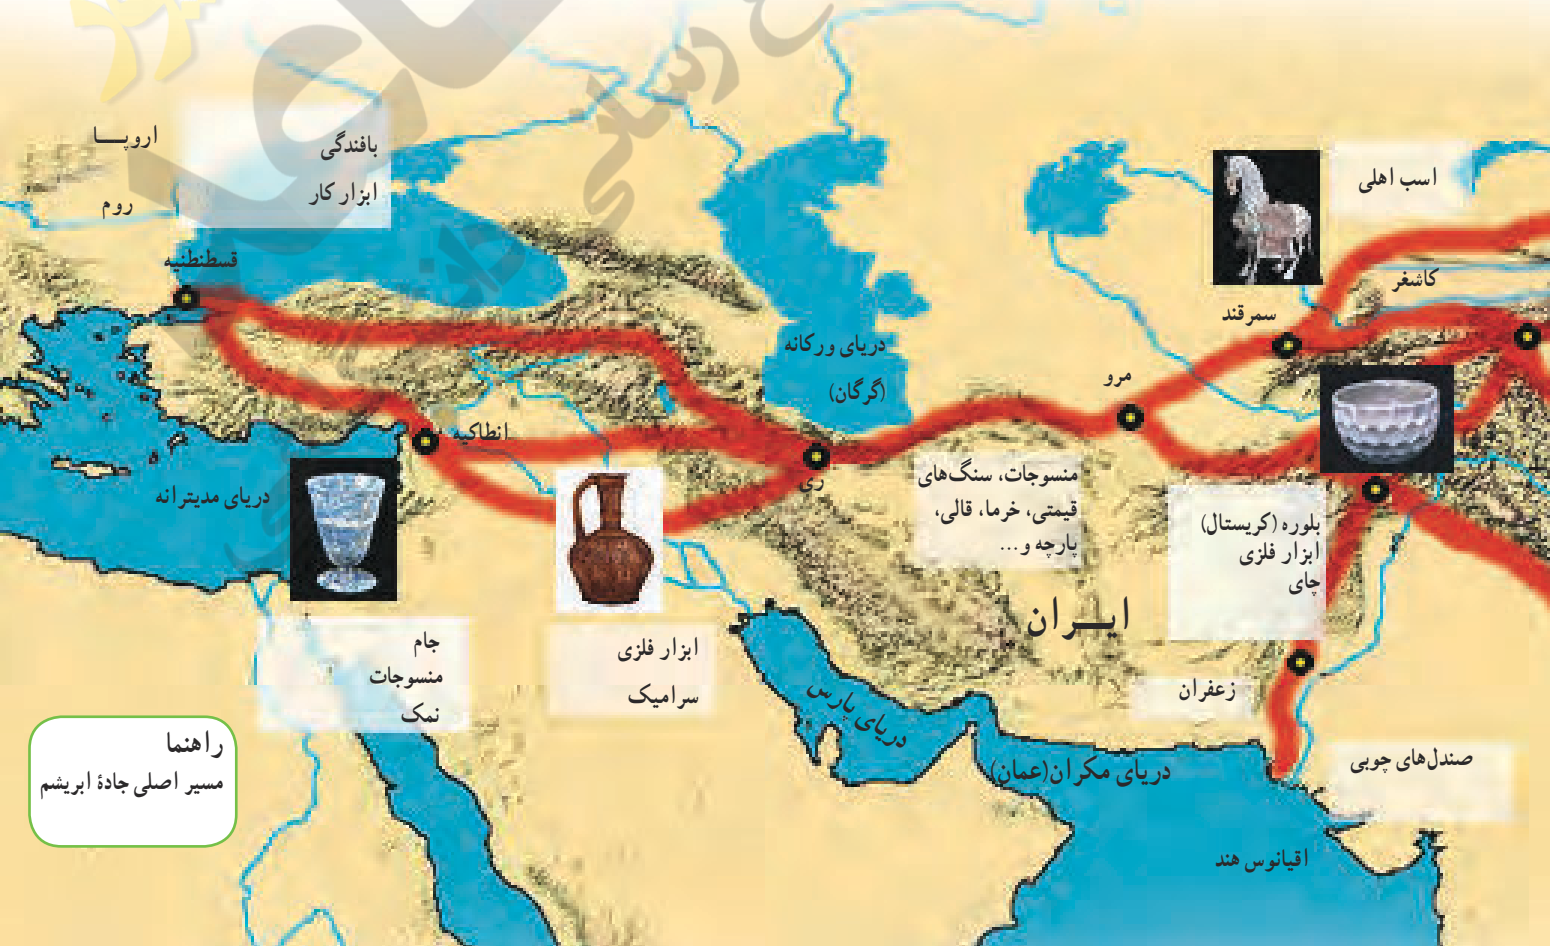 اروپـــا
روم
بافندگی
ابزار کار
قسطنطنیه
اسب اهلی
کاشغر
سمرقند
مرو
دریای ورکانه
(گرگان)
انطاکیه
ری
دریای مدیترانه
منسوجات، سنگ‌های
قیمتی، خرما، قالی،
پارچه و...
بلوره (کریستال)
ابزار فلزی
چای
ایــران
جام
منسوجات
نمک
ابزار فلزی
سرامیک
زعفران
دریای پارس
دریای مکران(عمان)
صندل‌های چوبی
اقیانوس هند
راهنما
مسیر اصلی جادهٔ ابریشم